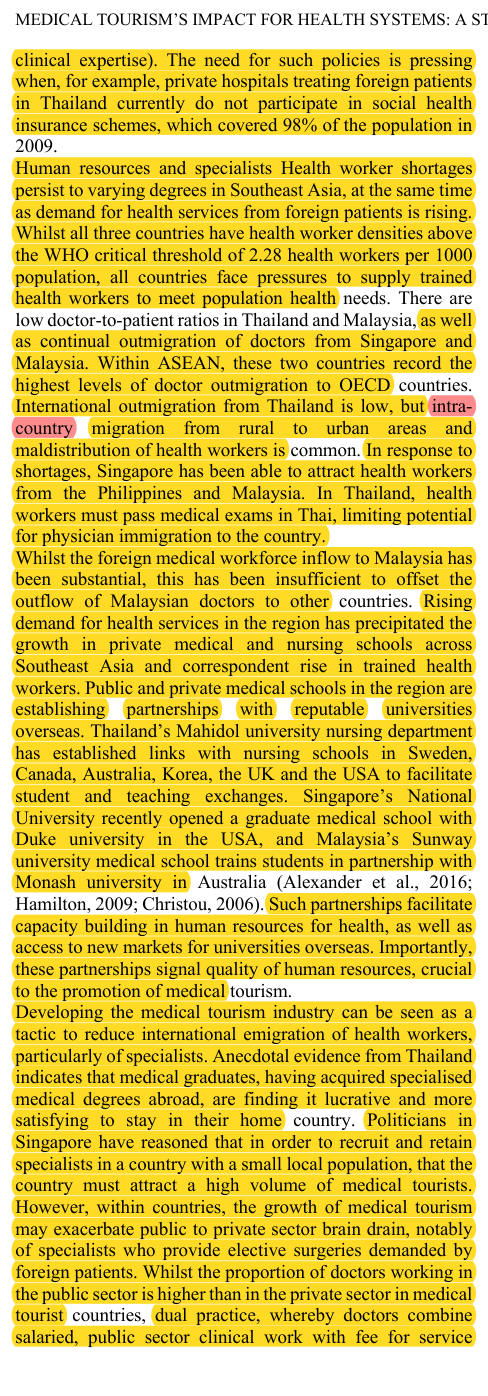 MEDICAL TOURISM'S IMPACT FOR HEALTH SYSTEMS: A ST
clinical expertise). The need for such policies is pressing
when, for example, private hospitals treating foreign patients
in Thailand currently do not participate in social health
insurance schemes, which covered 98% of the population in
2009.
Human resources and specialists Health worker shortages
persist to varying degrees in Southeast Asia, at the same time
as demand for health services from foreign patients is rising.
Whilst all three countries have health worker densities above
the WHO critical threshold of 2.28 health workers per 1000
population, all countries face pressures to supply trained
health workers to meet population health needs. There are
low doctor-to-patient ratios in Thailand and Malaysia, as well
as continual outmigration of doctors from Singapore and
Malaysia. Within ASEAN, these two countries record the
highest levels of doctor outmigration to OECD countries.
International outmigration from Thailand is low, but intra-
country migration from rural to urban areas and
maldistribution of health workers is common. In response to
shortages, Singapore has been able to attract health workers
from the Philippines and Malaysia. In Thailand, health
workers must pass medical exams in Thai, limiting potential
for physician immigration to the country.
Whilst the foreign medical workforce inflow to Malaysia has
been substantial, this has been insufficient to offset the
outflow of Malaysian doctors to other countries. Rising
demand for health services in the region has precipitated the
growth in private medical and nursing schools across
Southeast Asia and correspondent rise in trained health
workers. Public and private medical schools in the region are
establishing partnerships with reputable universities
overseas. Thailand's Mahidol university nursing department
has established links with nursing schools in Sweden,
Canada, Australia, Korea, the UK and the USA to facilitate
student and teaching exchanges. Singapore's National
University recently opened a graduate medical school with
Duke university in the USA, and Malaysia's Sunway
university medical school trains students in partnership with
Monash university in Australia (Alexander et al., 2016;
Hamilton, 2009; Christou, 2006). Such partnerships facilitate
capacity building in human resources for health, as well as
access to new markets for universities overseas. Importantly,
these partnerships signal quality of human resources, crucial
to the promotion of medical tourism.
Developing the medical tourism industry can be seen as a
tactic to reduce international emigration of health workers,
particularly of specialists. Anecdotal evidence from Thailand
indicates that medical graduates, having acquired specialised
medical degrees abroad, are finding it lucrative and more
satisfying to stay in their home country. Politicians in
Singapore have reasoned that in order to recruit and retain
specialists in a country with a small local population, that the
country must attract a high volume of medical tourists.
However, within countries, the growth of medical tourism
may exacerbate public to private sector brain drain, notably
of specialists who provide elective surgeries demanded by
foreign patients. Whilst the proportion of doctors working in
the public sector is higher than in the private sector in medical
tourist countries, dual practice, whereby doctors combine
salaried, public sector clinical work with fee for service